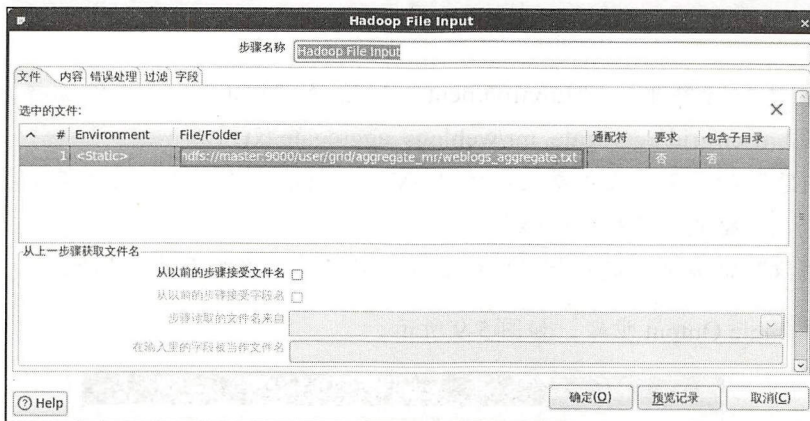 Hadoop File Input
步骤名称 Hadoop File Input
文件 内容 错误处理 过滤 字段
选中的文件:
# Environment File/Folder 通配符 要求 包含子目录
1 <Static> hdfs://master:9000/user/grid/aggregate_mr/weblogs_aggregate.txt 否 否
从上一步骤获取文件名
从以前的步骤接受文件名
从以前的步骤接受字段名
步骤读取的文件名来自
在输入里的字段被当作文件名
Help 确定(O) 预览记录 取消(C)